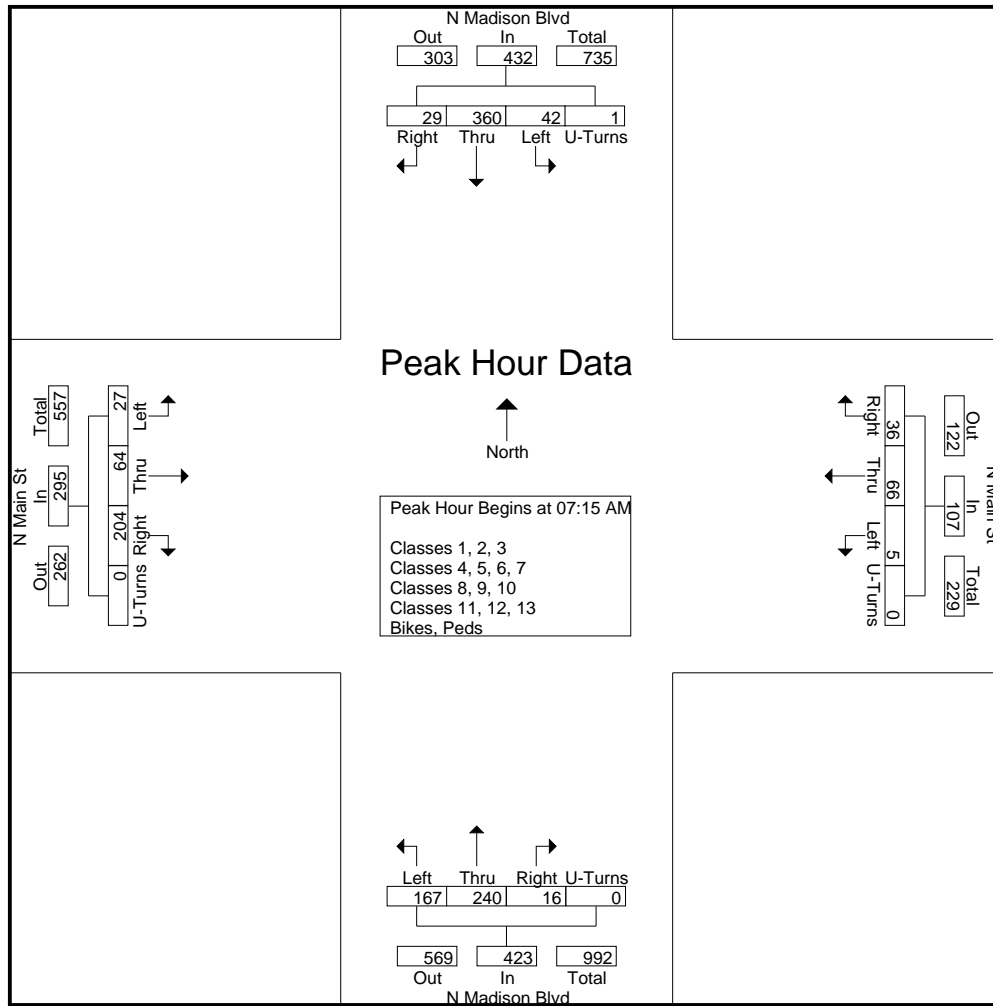 N Madison Blvd
Out In Total
303 432 735
29 360 42 1
Right Thru Left U-Turns
Peak Hour Data
North
Peak Hour Begins at 07:15 AM
Classes 1, 2, 3
Classes 4, 5, 6, 7
Classes 8, 9, 10
Classes 11, 12, 13
Bikes, Peds
N Main St
Out In Total
262 295 557
0 204 64 27
U-Turns Right Thru Left
N Main St
Out In Total
122 107 229
36 66 5 0
Right Thru Left U-Turns
Left Thru Right U-Turns
167 240 16 0
569 423 992
Out In Total
N Madison Blvd